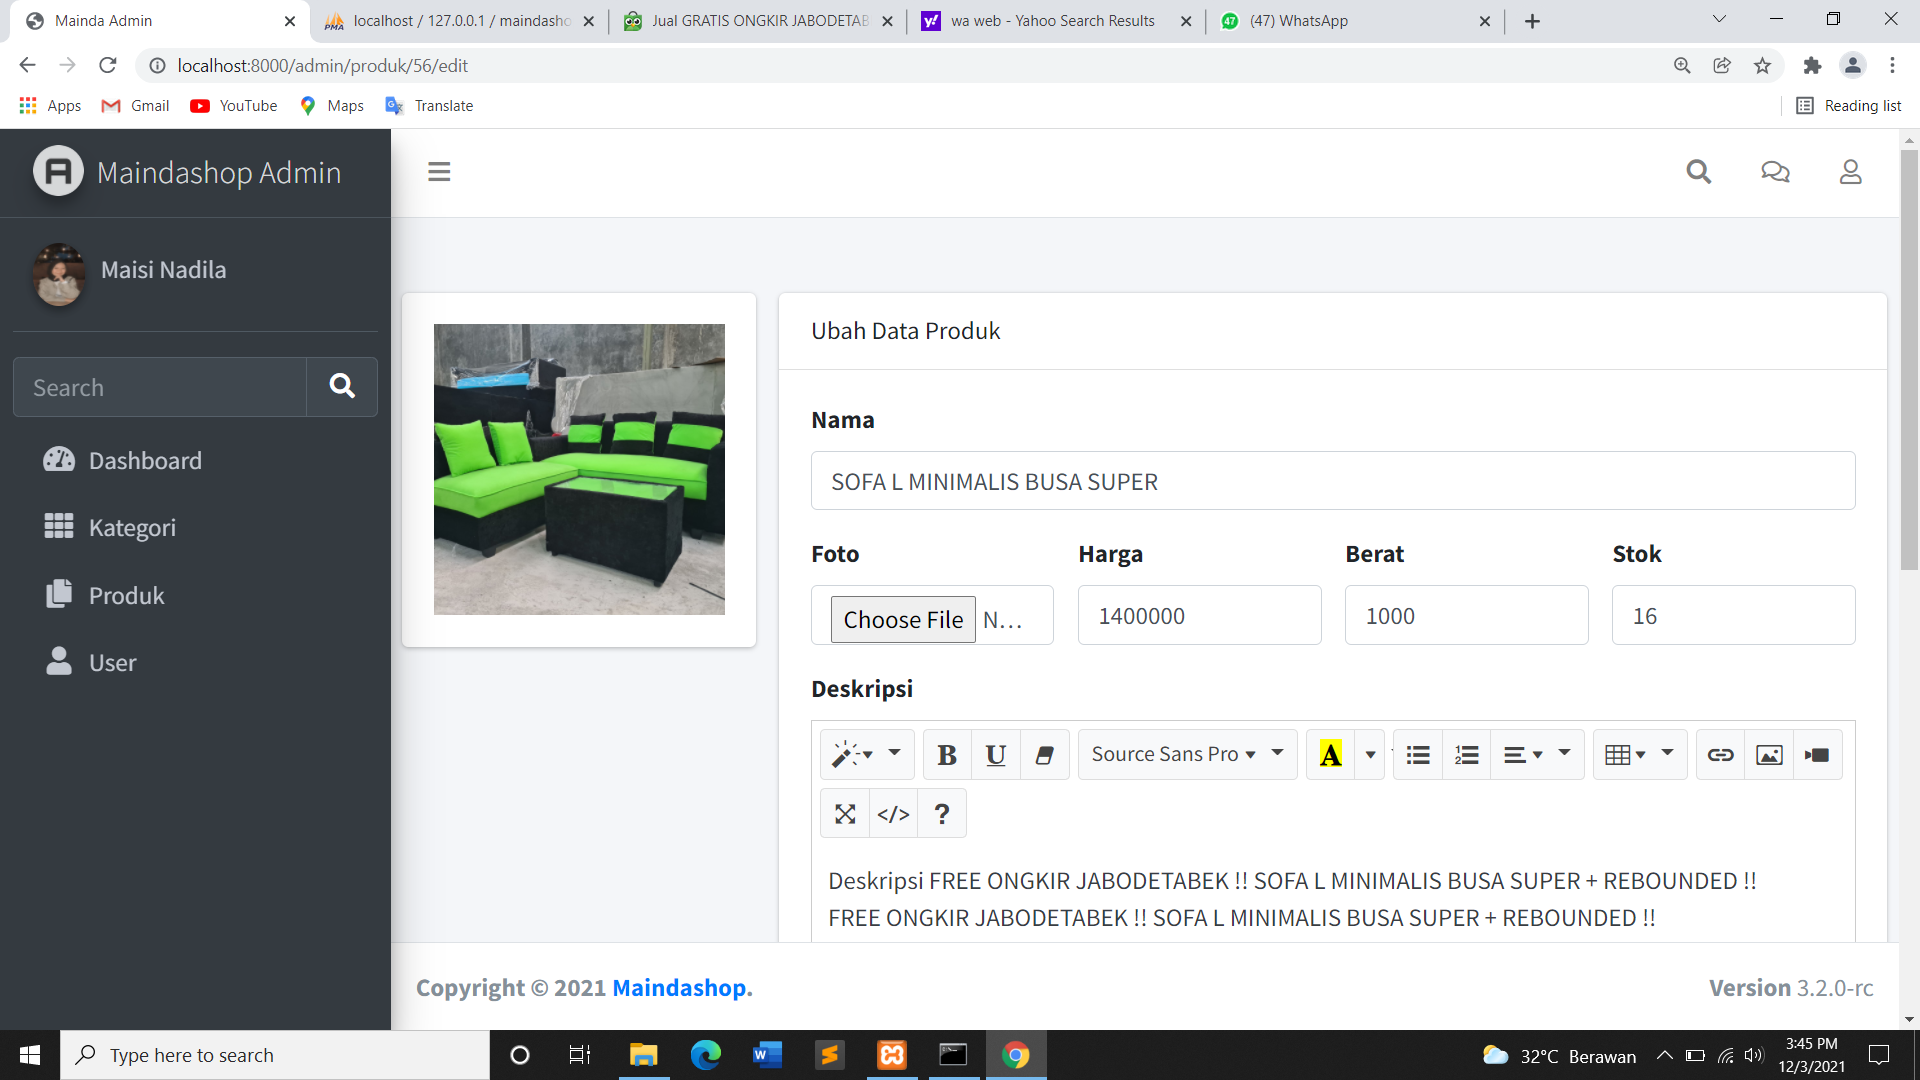 Mainda Admin
localhost / 127.0.0.1 / maindasho
Jual GRATIS ONGKIR JABODETAB
wa web - Yahoo Search Results
(47) WhatsApp
localhost:8000/admin/produk/56/edit
Apps
Gmail
YouTube
Maps
Translate
Reading list
Maindashop Admin
Maisi Nadila
Search
Dashboard
Kategori
Produk
User
Ubah Data Produk
Nama
SOFA L MINIMALIS BUSA SUPER
Foto Harga Berat Stok
Choose File N... 1400000 1000 16
Deskripsi
B U Source Sans Pro A </> ?
Deskripsi FREE ONGKIR JABODETABEK !! SOFA L MINIMALIS BUSA SUPER + REBOUNDED !!
FREE ONGKIR JABODETABEK !! SOFA L MINIMALIS BUSA SUPER + REBOUNDED !!
Copyright © 2021 Maindashop.
Version 3.2.0-rc
Type here to search
32°C Berawan
3:45 PM
12/3/2021